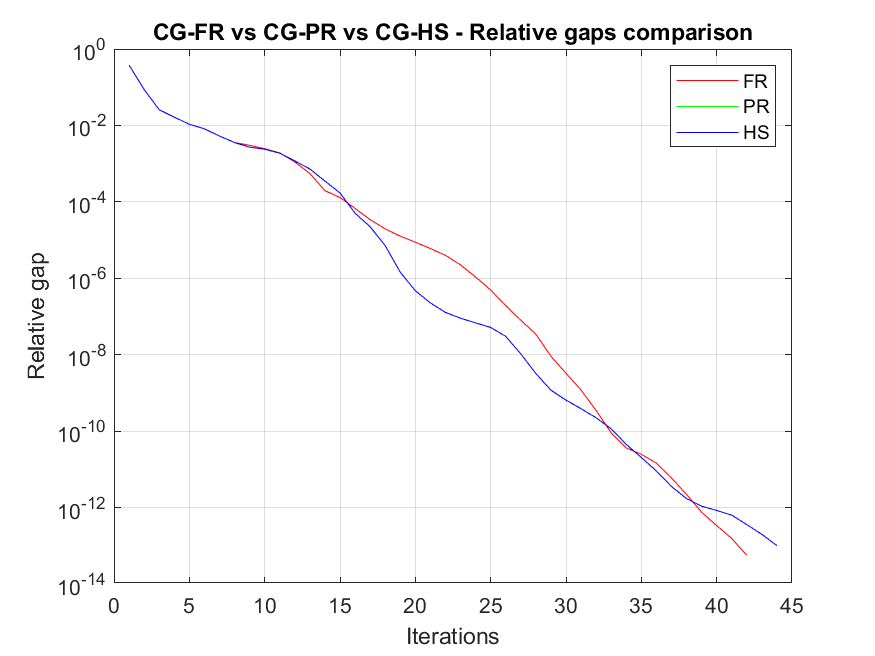 CG-FR vs CG-PR vs CG-HS - Relative gaps comparison
FR
PR
HS
Relative gap
10^0
10^-2
10^-4
10^-6
10^-8
10^-10
10^-12
10^-14
0 5 10 15 20 25 30 35 40 45
Iterations